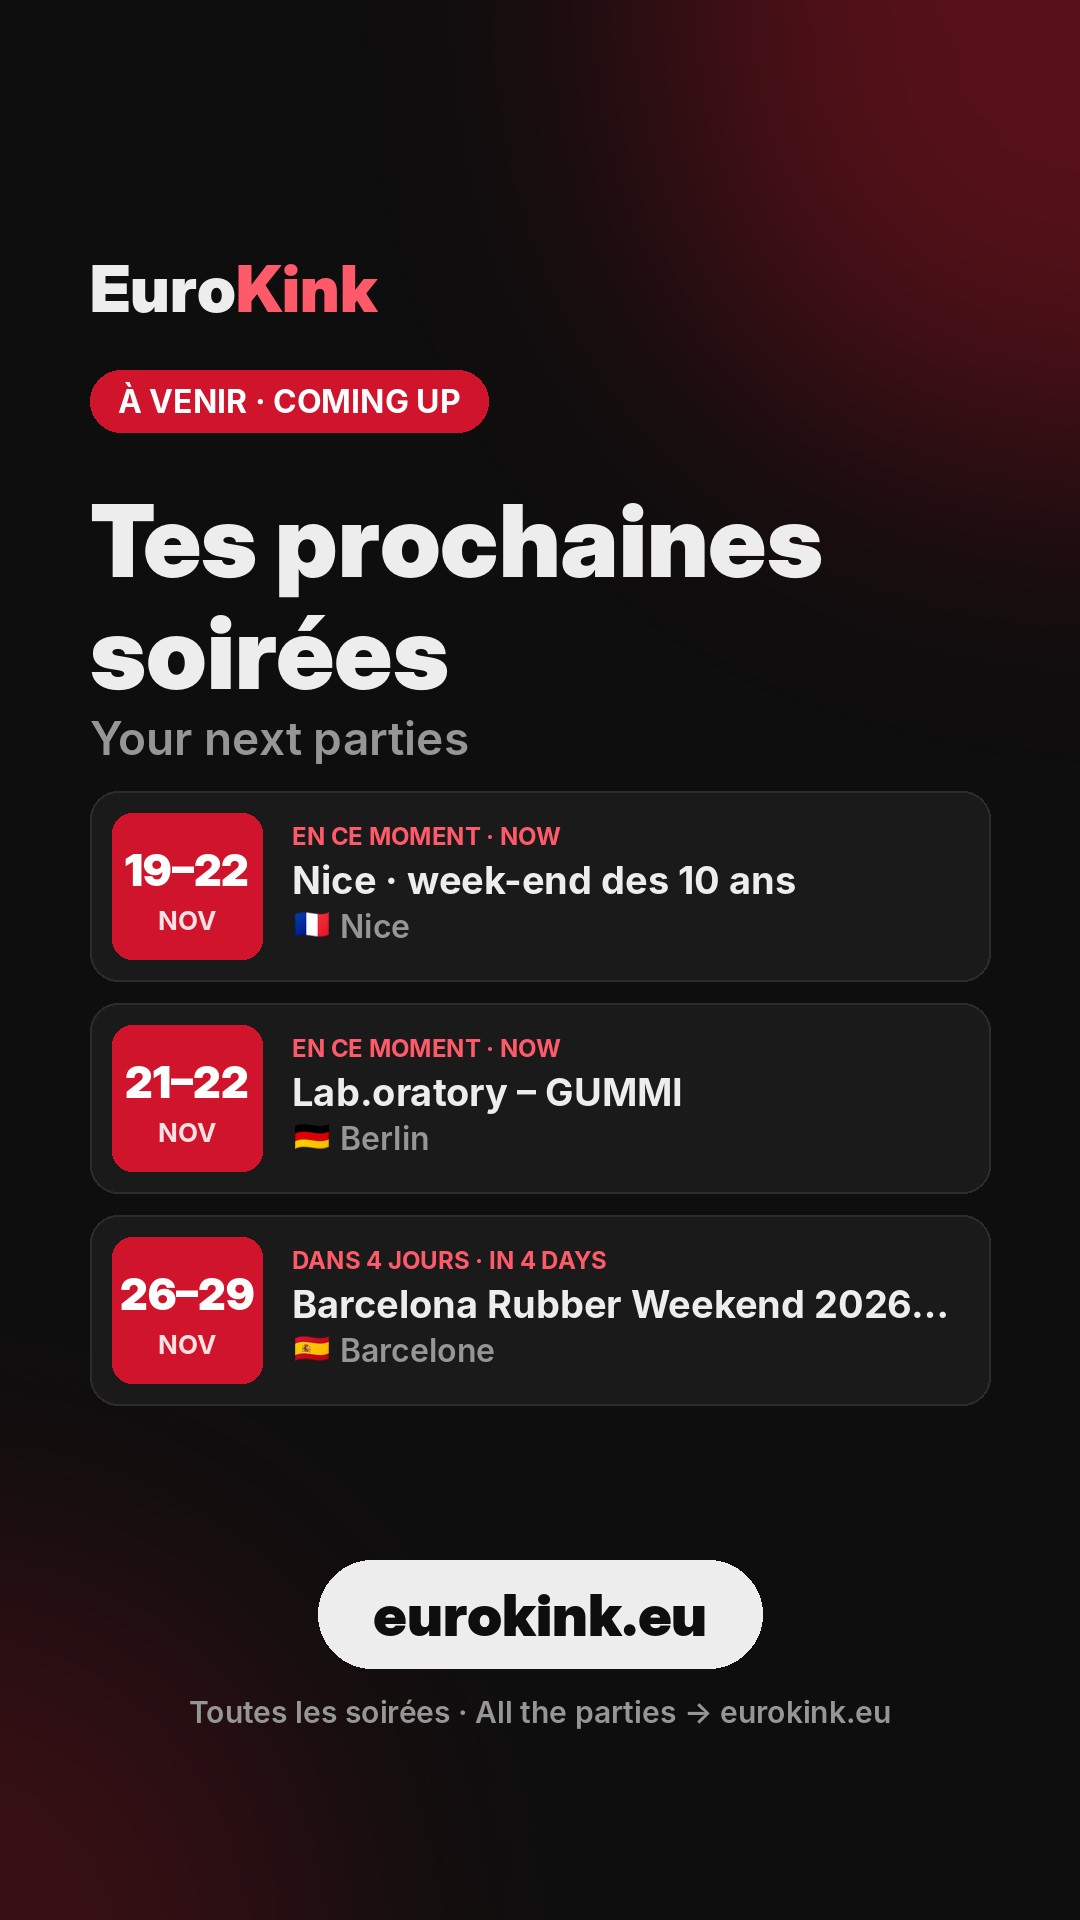 EuroKink
À VENIR · COMING UP
Tes prochaines
soirées
Your next parties
19–22
NOV
EN CE MOMENT · NOW
Nice · week-end des 10 ans
Nice
21–22
NOV
EN CE MOMENT · NOW
Lab.oratory – GUMMI
Berlin
26–29
NOV
DANS 4 JOURS · IN 4 DAYS
Barcelona Rubber Weekend 2026…
Barcelone
eurokink.eu
Toutes les soirées · All the parties → eurokink.eu